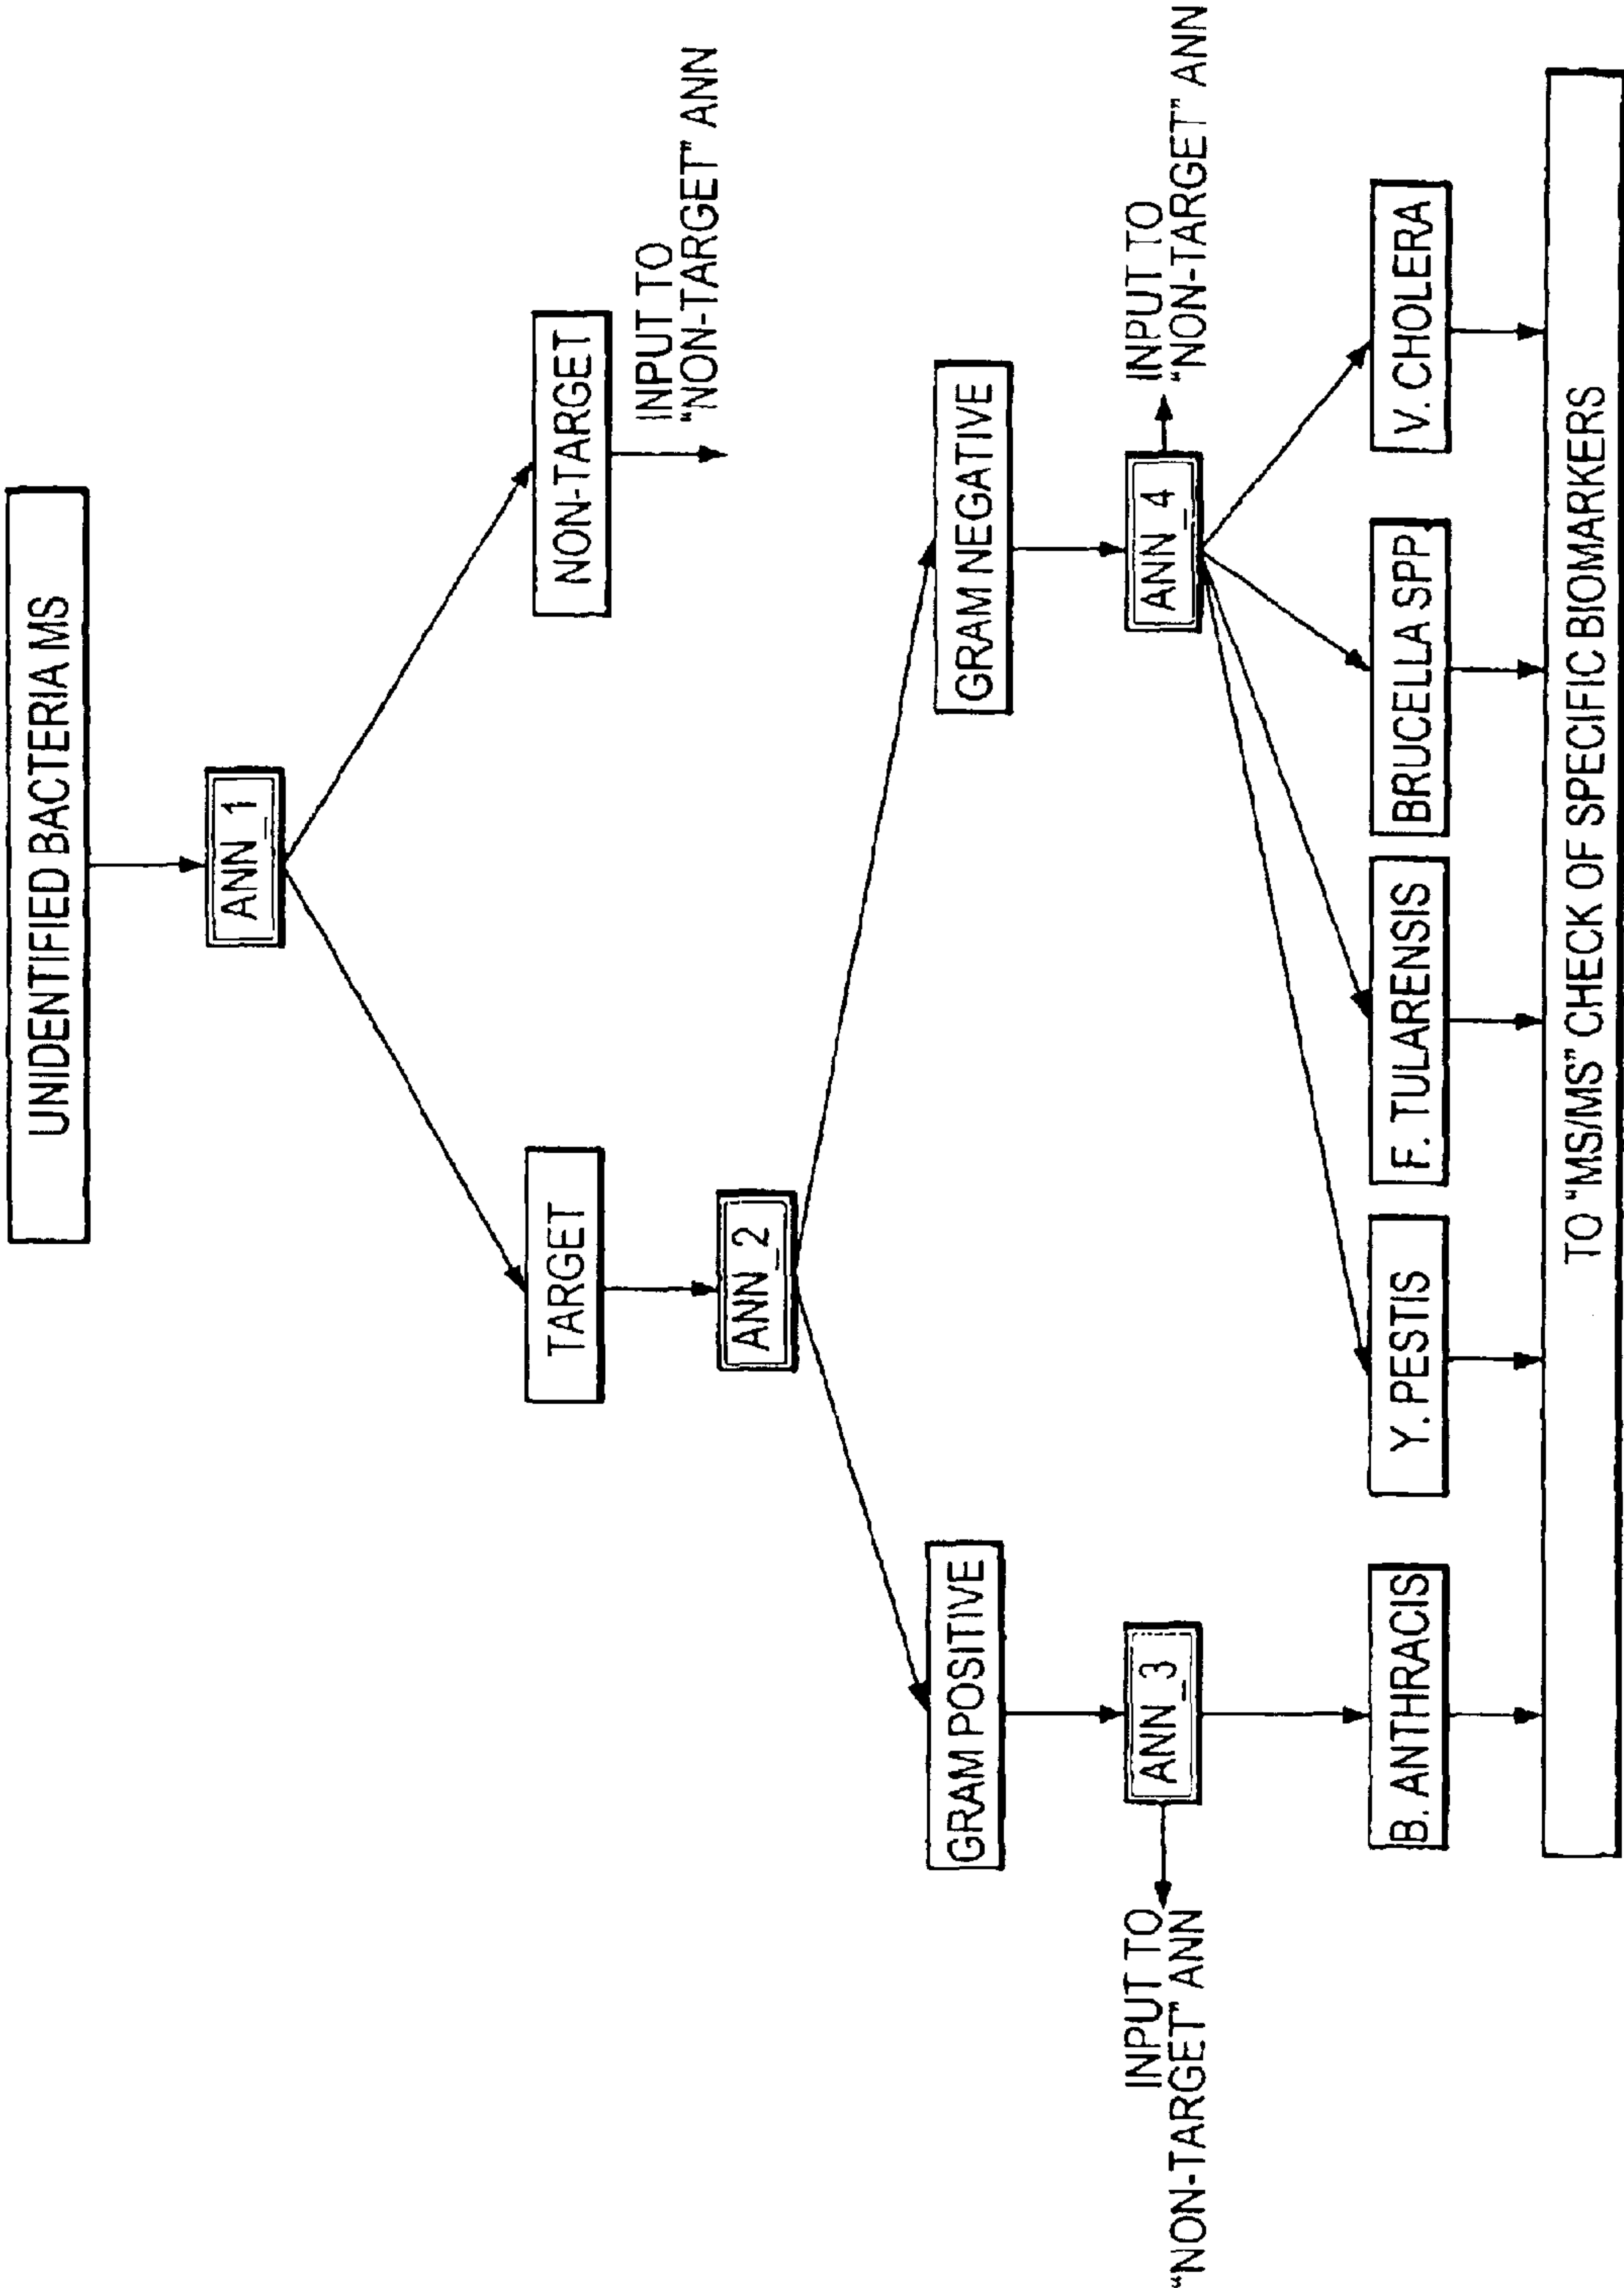 UNIDENTIFIED BACTERIA MS
ANN_1
TARGET
NON-TARGET
INPUT TO
"NON-TARGET" ANN
ANN_2
GRAM POSITIVE
GRAM NEGATIVE
INPUT TO
"NON-TARGET" ANN
ANN_3
ANN_4
INPUT TO
"NON-TARGET" ANN
B. ANTHRACIS
Y. PESTIS
F. TULARENSIS
BRUCELLA SPP
V. CHOLERA
TO "MS/MS" CHECK OF SPECIFIC BIOMARKERS